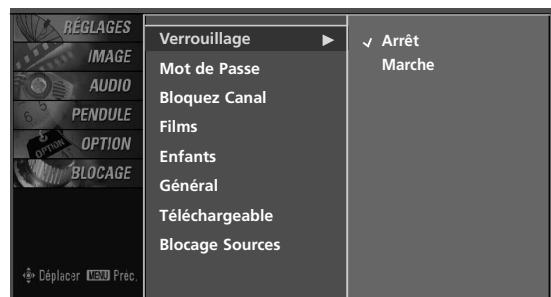 RÉGLAGES
IMAGE
AUDIO
PENDULE
OPTION
BLOCAGE
Déplacer MENU Préc.
Verrouillage ▶
Mot de Passe
Bloquez Canal
Films
Enfants
Général
Téléchargeable
Blocage Sources
✓ Arrêt
Marche